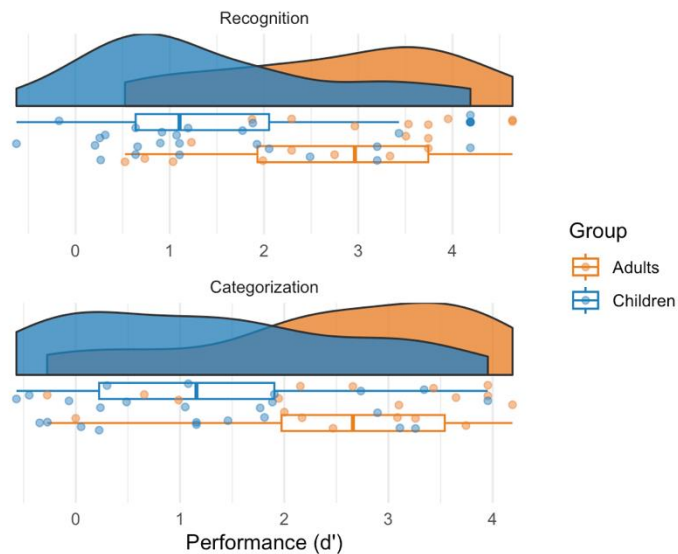 Recognition
0 1 2 3 4
Group
Adults
Children
Categorization
0 1 2 3 4
Performance (d')